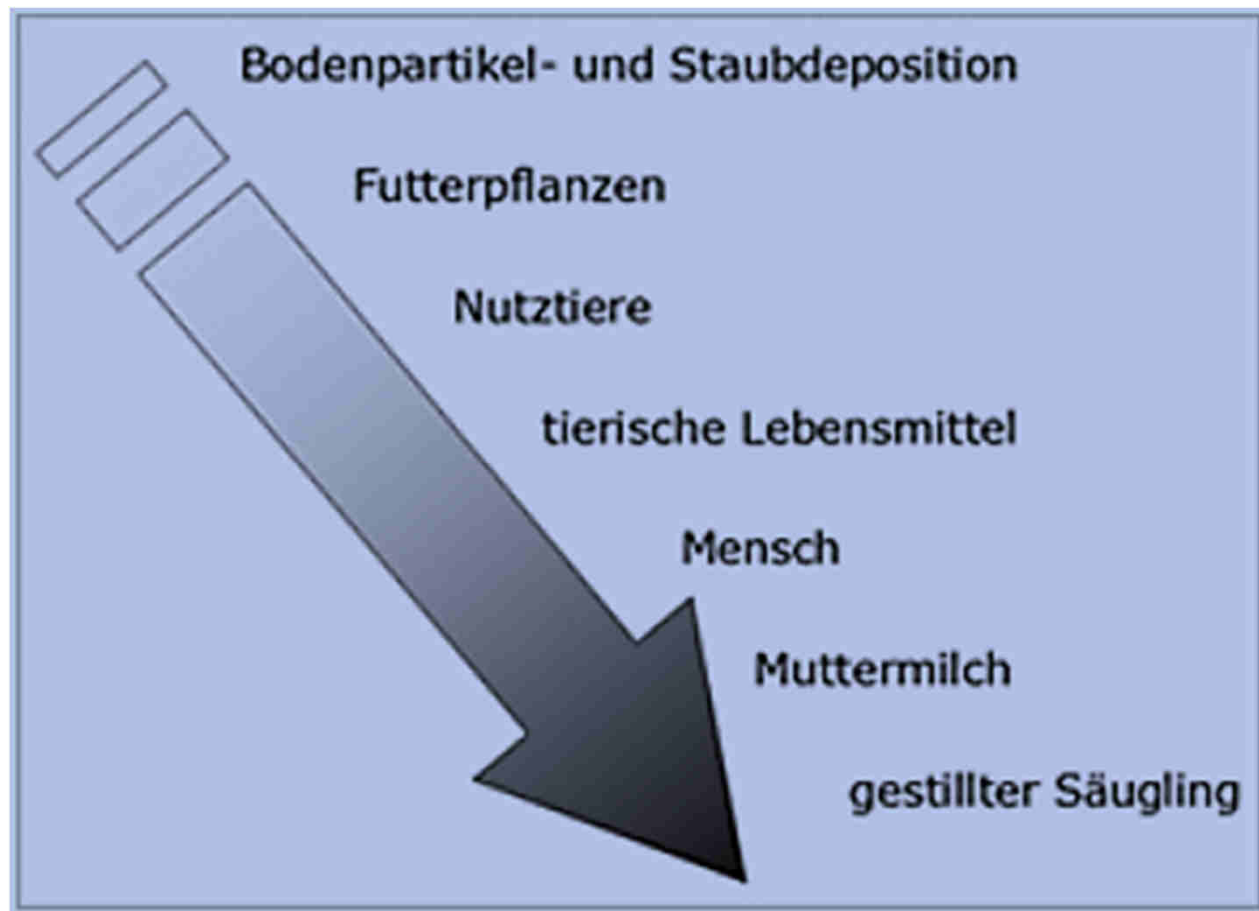 Bodenpartikel- und Staubdeposition
Futterpflanzen
Nutztiere
tierische Lebensmittel
Mensch
Muttermilch
gestillter Säugling